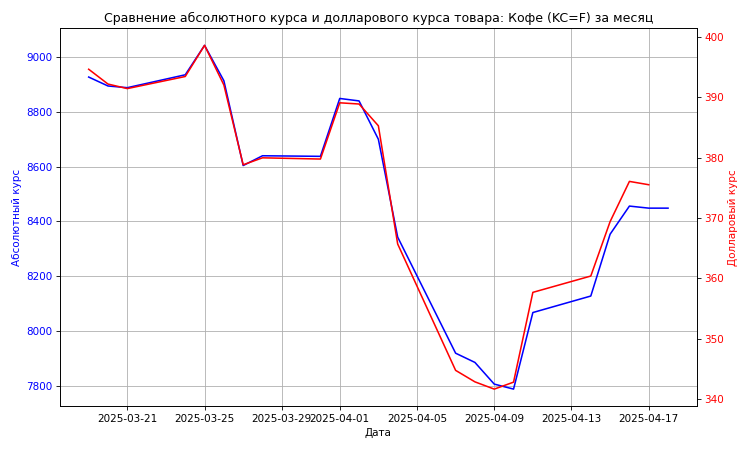 Сравнение абсолютного курса и долларового курса товара: Кофе (KC=F) за месяц
9000
8800
8600
8400
8200
8000
7800
Абсолютный курс
400
390
380
370
360
350
340
Долларовый курс
2025-03-21 2025-03-25 2025-03-29 2025-04-01 2025-04-05 2025-04-09 2025-04-13 2025-04-17
Дата